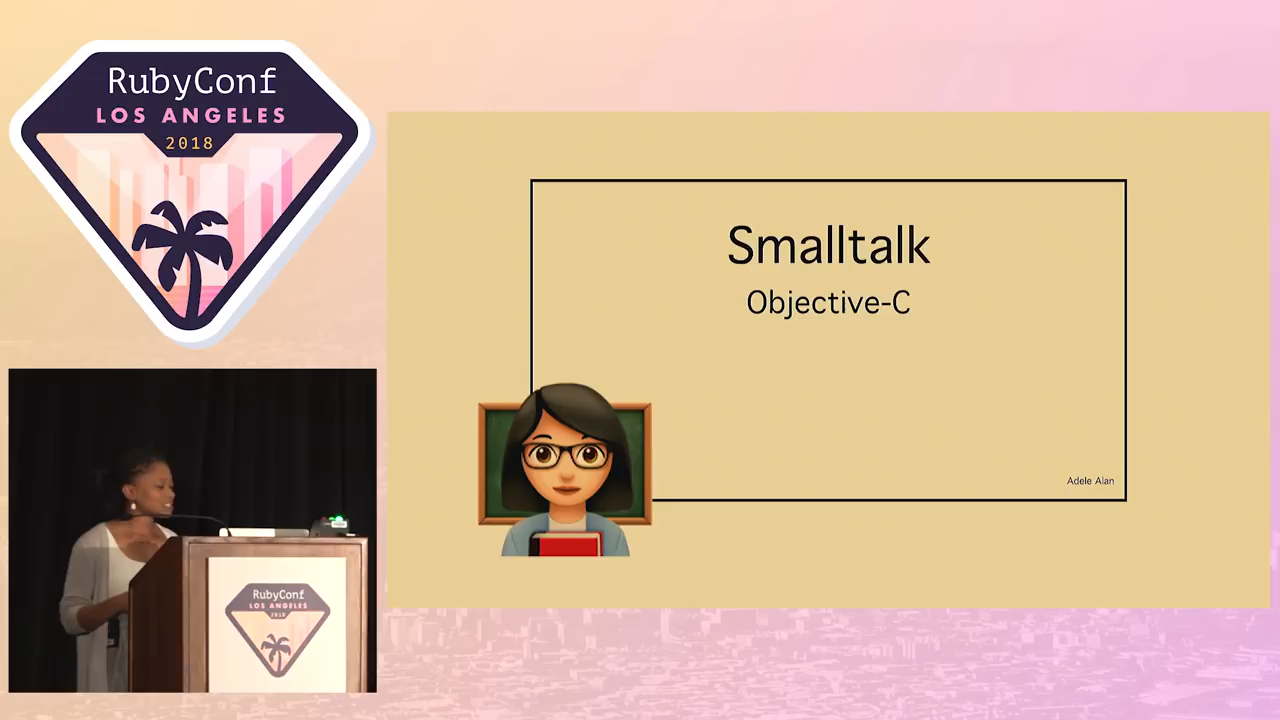 RubyConf
LOS ANGELES
2018
Smalltalk
Objective-C
Adele Alan
RubyConf
LOS ANGELES
2018